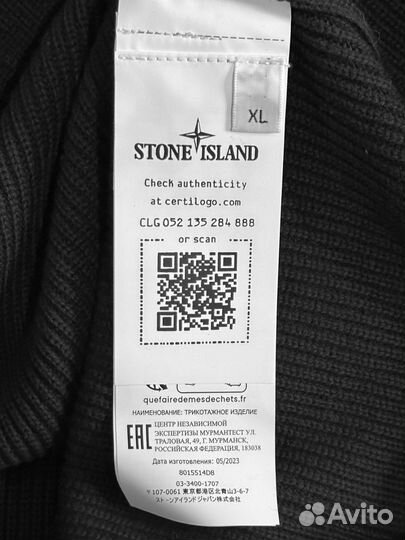 XL
STONE ISLAND
Check authenticity
at certilogo.com
CLG 052 135 284 888
or scan
quefairedemesdechets.fr!
НАИМЕНОВАНИЕ: ТРИКОТАЖНОЕ ИЗДЕЛИЕ
EAC
ЦЕНТР НЕЗАВИСИМОЙ
ЭКСПЕРТИЗЫ МУРМАНТЕСТ УЛ.
ТРАЛОВАЯ, 49, Г. МУРМАНСК,
РОССИЙСКАЯ ФЕДЕРАЦИЯ, 183038
Дата изготовления: 05/2023
8015514D8
03-3400-1707
〒107-0061 東京都港区北青山3-6-7
ストーンアイランドジャパン株式会社
Avito